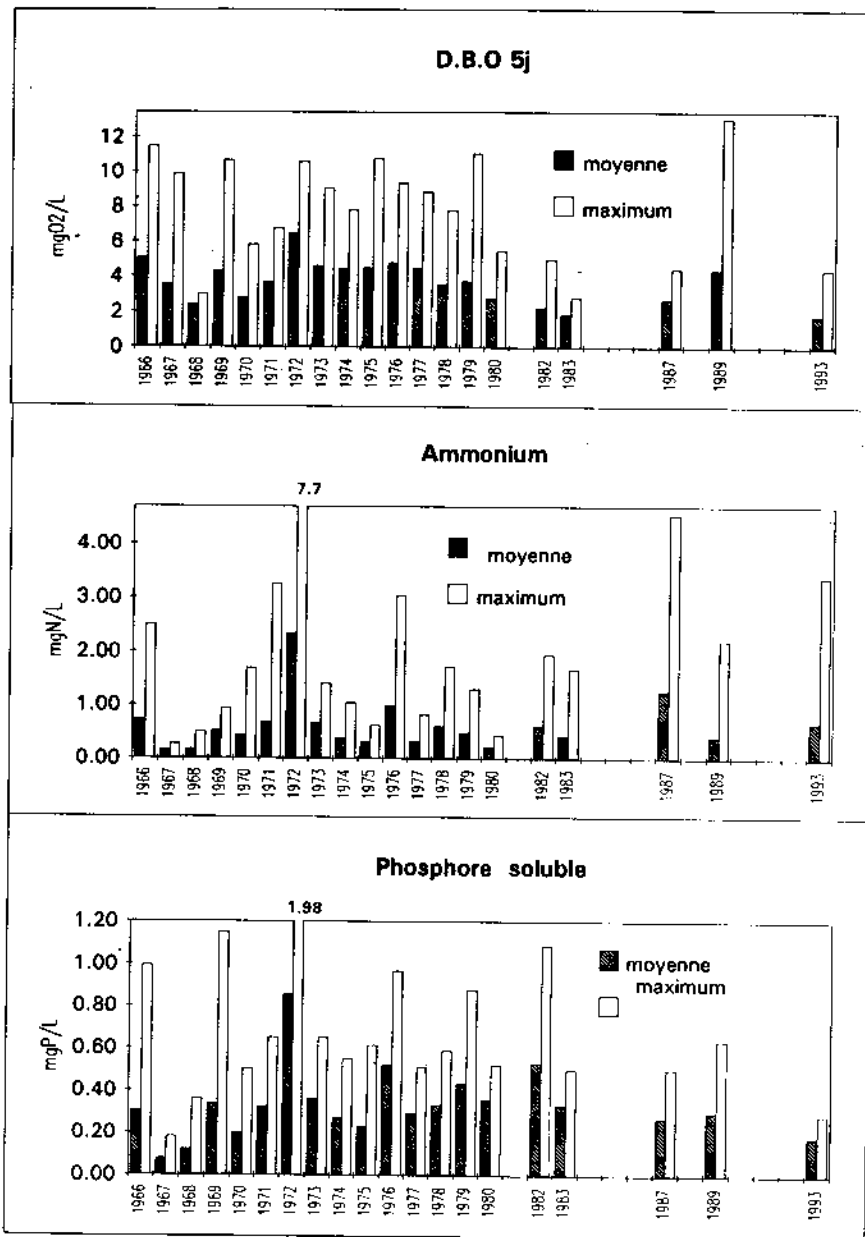 D.B.O 5j
mgO2/L
12
10
8
6
4
2
0
moyenne
maximum
1966 1967 1968 1969 1970 1971 1972 1973 1974 1975 1976 1977 1978 1979 1980 1982 1983 1987 1989 1993
Ammonium
7.7
mgN/L
4.00
3.00
2.00
1.00
0.00
moyenne
maximum
1966 1967 1968 1969 1970 1971 1972 1973 1974 1975 1976 1977 1978 1979 1980 1982 1983 1987 1989 1993
Phosphore soluble
1.98
mgP/L
1.20
1.00
0.80
0.60
0.40
0.20
0.00
moyenne
maximum
1966 1967 1968 1969 1970 1971 1972 1973 1974 1975 1976 1977 1978 1979 1980 1982 1983 1987 1989 1993